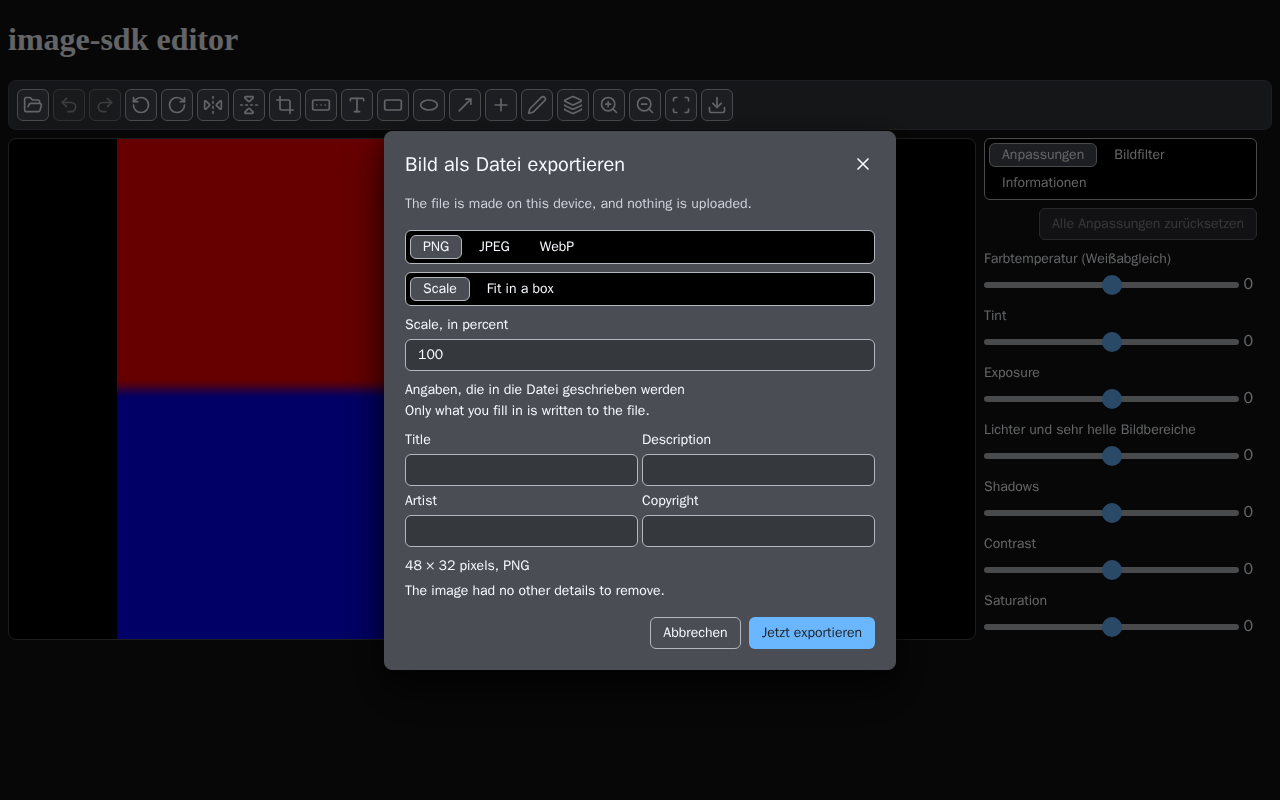 image-sdk editor
Bild als Datei exportieren
The file is made on this device, and nothing is uploaded.
PNG JPEG WebP
Scale Fit in a box
Scale, in percent
100
Angaben, die in die Datei geschrieben werden
Only what you fill in is written to the file.
Title Description
Artist Copyright
48 × 32 pixels, PNG
The image had no other details to remove.
Abbrechen Jetzt exportieren
Anpassungen Bildfilter
Informationen
Alle Anpassungen zurücksetzen
Farbtemperatur (Weißabgleich)
0
Tint
0
Exposure
0
Lichter und sehr helle Bildbereiche
0
Shadows
0
Contrast
0
Saturation
0